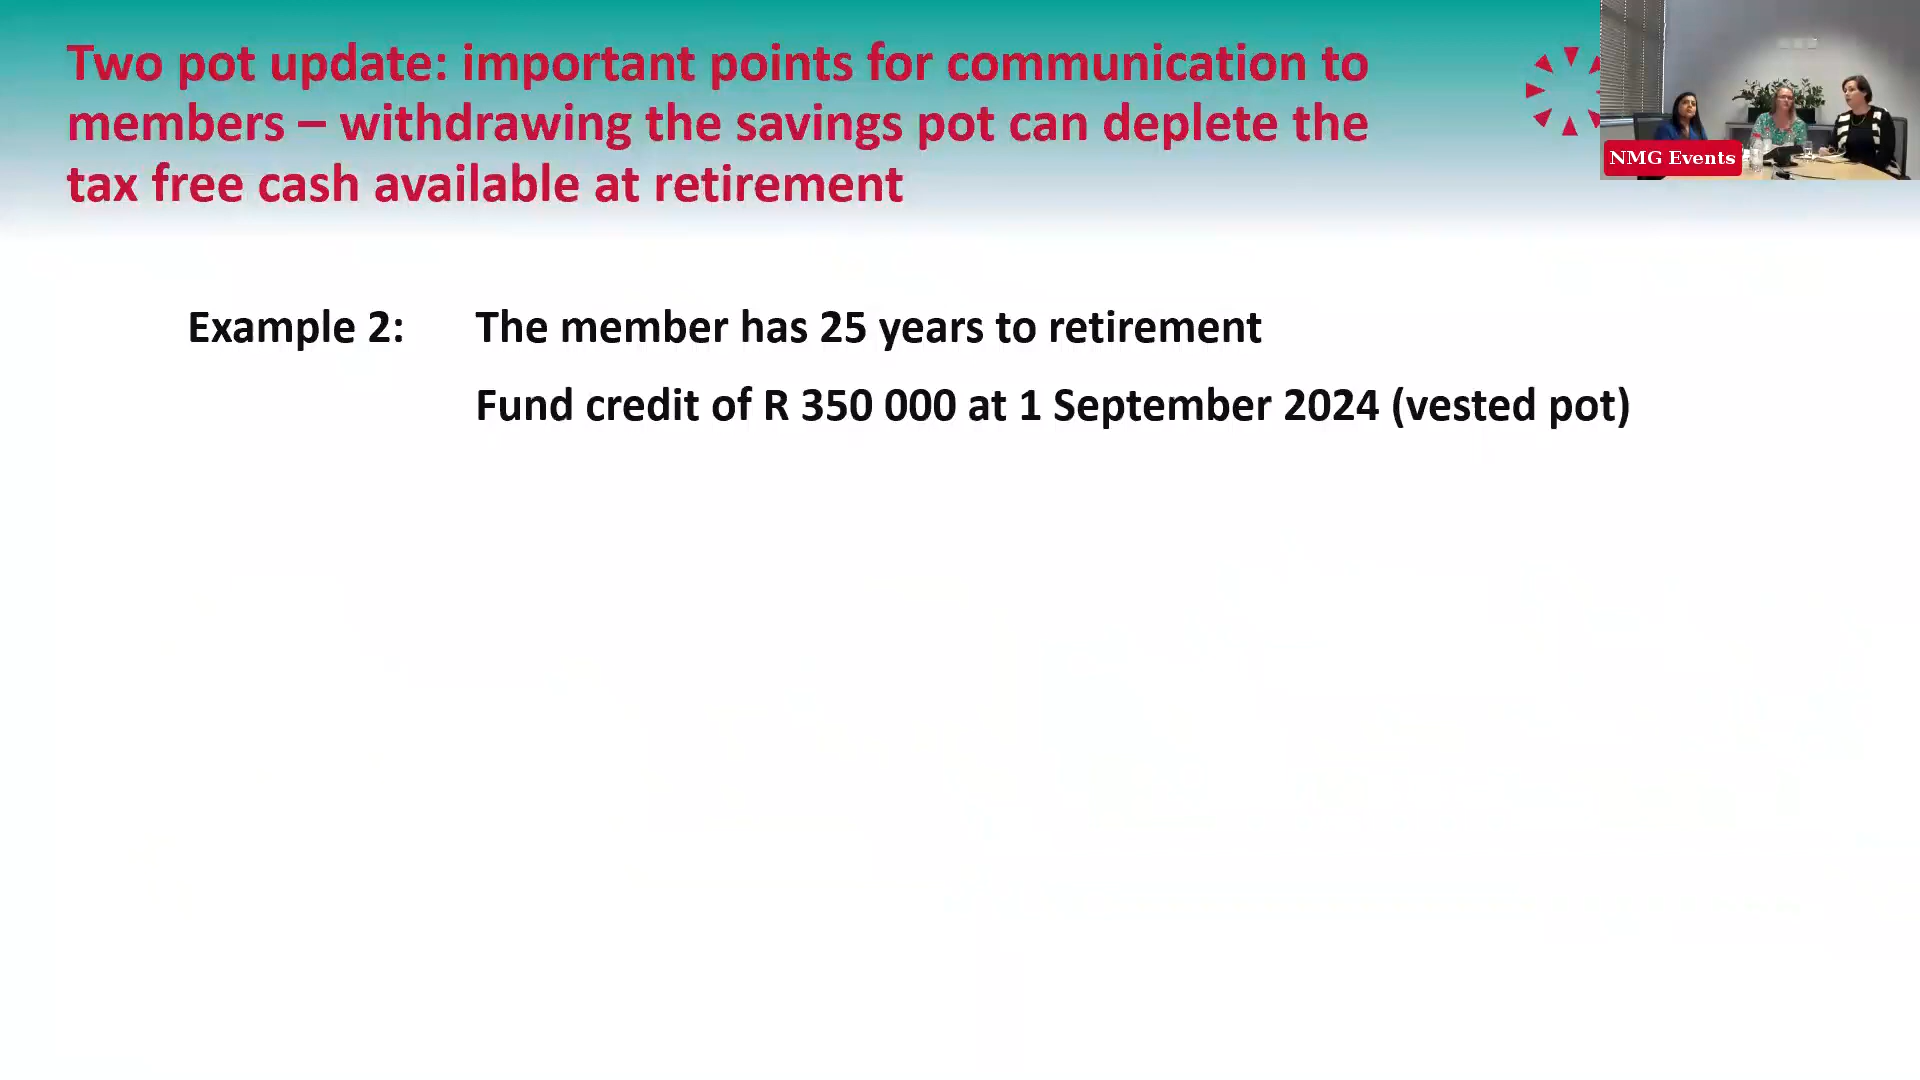 Two pot update: important points for communication to
members – withdrawing the savings pot can deplete the
tax free cash available at retirement
NMG Events
Example 2: The member has 25 years to retirement
Fund credit of R 350 000 at 1 September 2024 (vested pot)